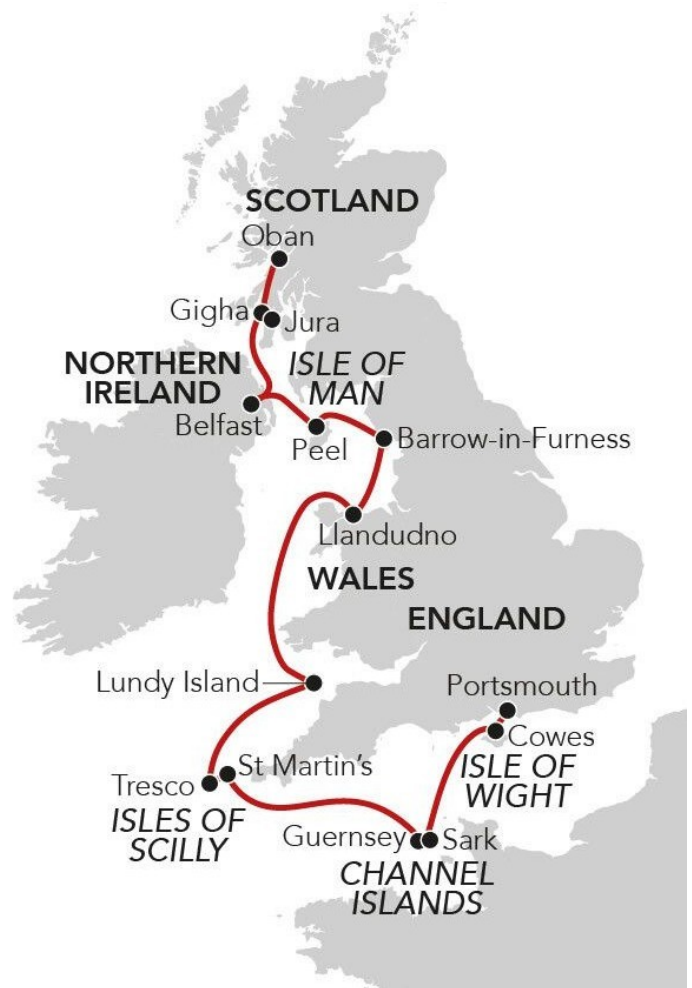 SCOTLAND
Oban
Gigha
Jura
NORTHERN
IRELAND
ISLE OF
MAN
Belfast
Peel
Barrow-in-Furness
Llandudno
WALES
ENGLAND
Lundy Island
Portsmouth
Cowes
ISLE OF
WIGHT
St Martin's
Tresco
ISLES OF
SCILLY
Guernsey
Sark
CHANNEL
ISLANDS